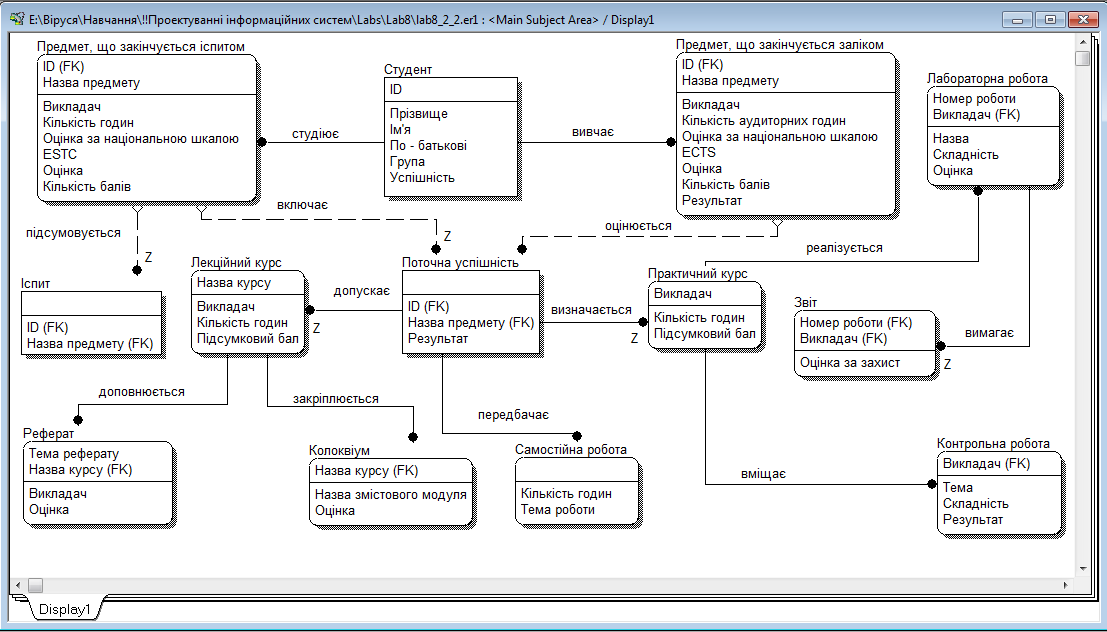 E:\Віруся\Навчання\!!Проектуванні інформаційних систем\Labs\Lab8\lab8_2_2.er1 : <Main Subject Area> / Display1
Предмет, що закінчується іспитом
ID (FK)
Назва предмету
Викладач
Кількість годин
Оцінка за національною шкалою
ESTC
Оцінка
Кількість балів
студіює
Студент
ID
Прізвище
Ім'я
По - батькові
Група
Успішність
вивчає
Предмет, що закінчується заліком
ID (FK)
Назва предмету
Викладач
Кількість аудиторних годин
Оцінка за національною шкалою
ECTS
Оцінка
Кількість балів
Результат
Лабораторна робота
Номер роботи
Викладач (FK)
Назва
Складність
Оцінка
підсумовується
Z
включає
Z
оцінюється
реалізується
Іспит
ID (FK)
Назва предмету (FK)
Лекційний курс
Назва курсу
Викладач
Кількість годин
Підсумковий бал
допускає
Z
Поточна успішність
ID (FK)
Назва предмету (FK)
Результат
визначається
Z
Практичний курс
Викладач
Кількість годин
Підсумковий бал
Звіт
Номер роботи (FK)
Викладач (FK)
Оцінка за захист
вимагає
Z
доповнюється
закріплюється
передбачає
вміщає
Реферат
Тема реферату
Назва курсу (FK)
Викладач
Оцінка
Колоквіум
Назва курсу (FK)
Назва змістового модуля
Оцінка
Самостійна робота
Кількість годин
Тема роботи
Контрольна робота
Викладач (FK)
Тема
Складність
Результат
Display1